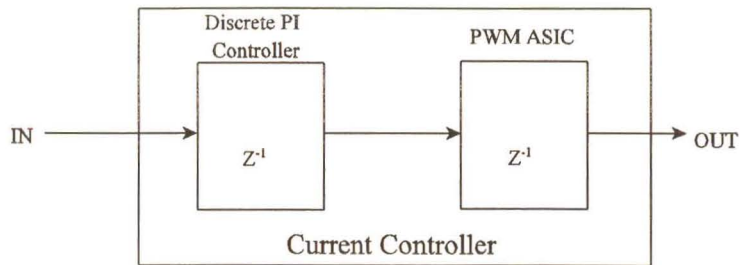 Discrete PI
Controller
PWM ASIC
IN
Z-1
Z-1
OUT
Current Controller